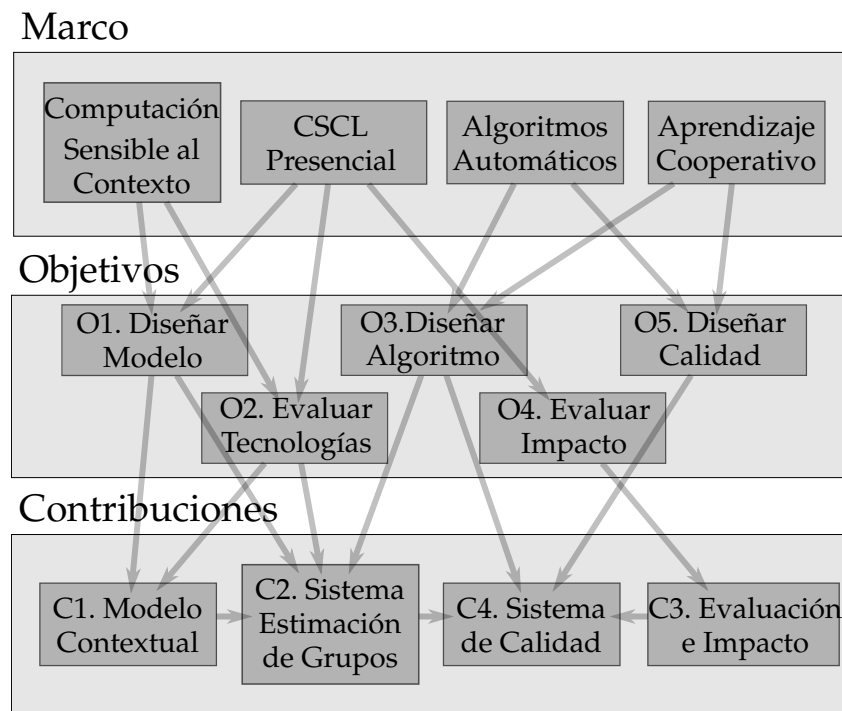 Marco
Computación
Sensible al
Contexto
CSCL
Presencial
Algoritmos
Automáticos
Aprendizaje
Cooperativo
Objetivos
O1. Diseñar
Modelo
O3.Diseñar
Algoritmo
O5. Diseñar
Calidad
O2. Evaluar
Tecnologías
O4. Evaluar
Impacto
Contribuciones
C1. Modelo
Contextual
C2. Sistema
Estimación
de Grupos
C4. Sistema
de Calidad
C3. Evaluación
e Impacto